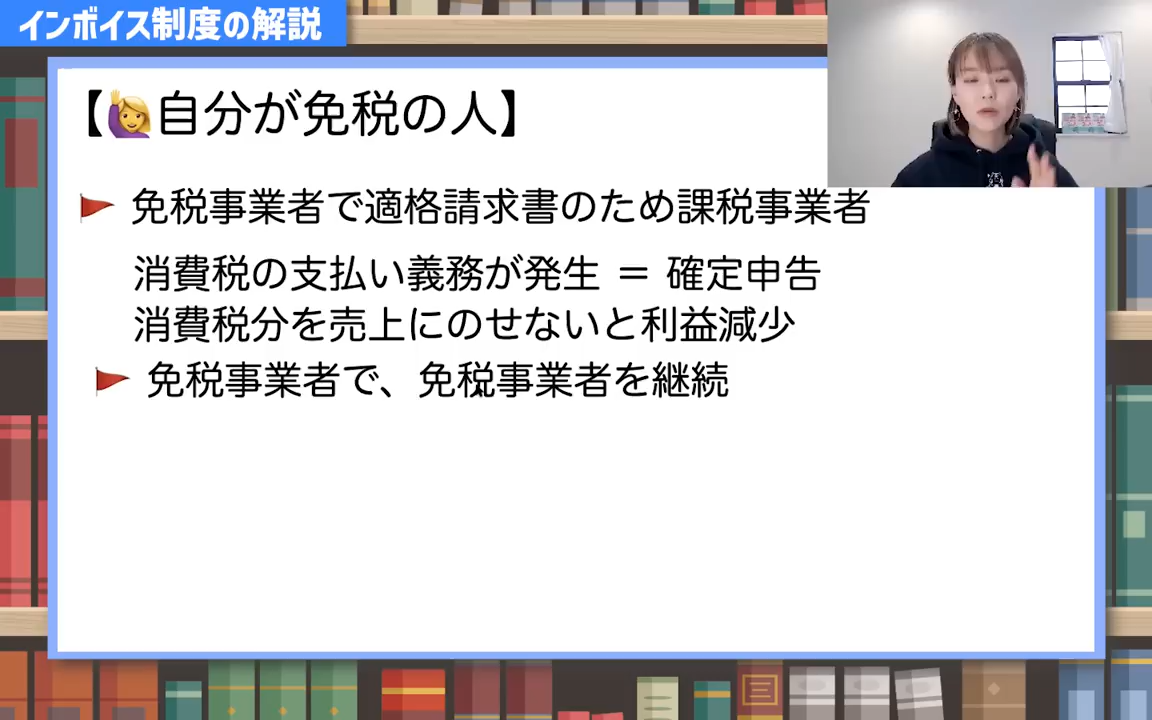 インボイス制度の解説
【🙋‍♀️自分が免税の人】
🚩 免税事業者で適格請求書のため課税事業者
消費税の支払い義務が発生 ＝ 確定申告
消費税分を売上にのせないと利益減少
🚩 免税事業者で、免税事業者を継続